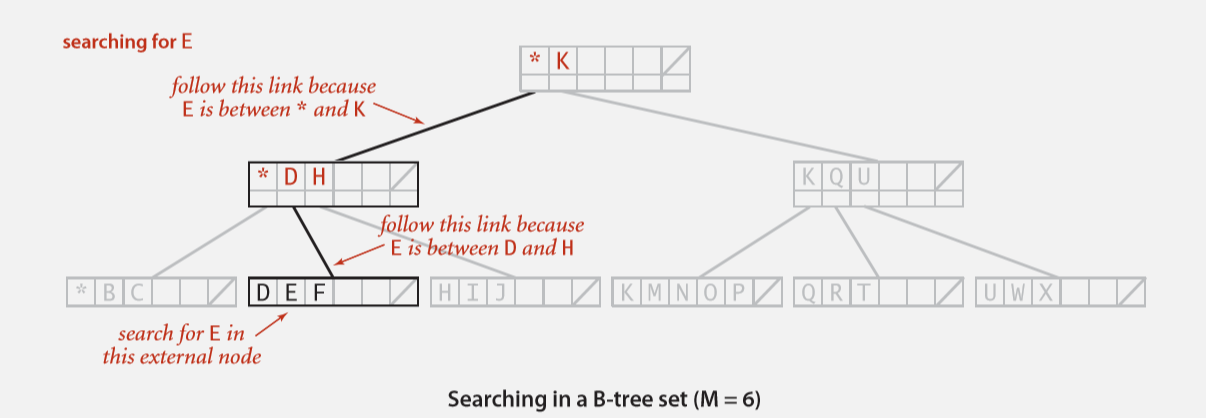 searching for E
* K
follow this link because
E is between * and K
* D H
K Q U
follow this link because
E is between D and H
* B C
D E F
H I J
K M N O P
Q R T
U W X
search for E in
this external node
Searching in a B-tree set (M = 6)